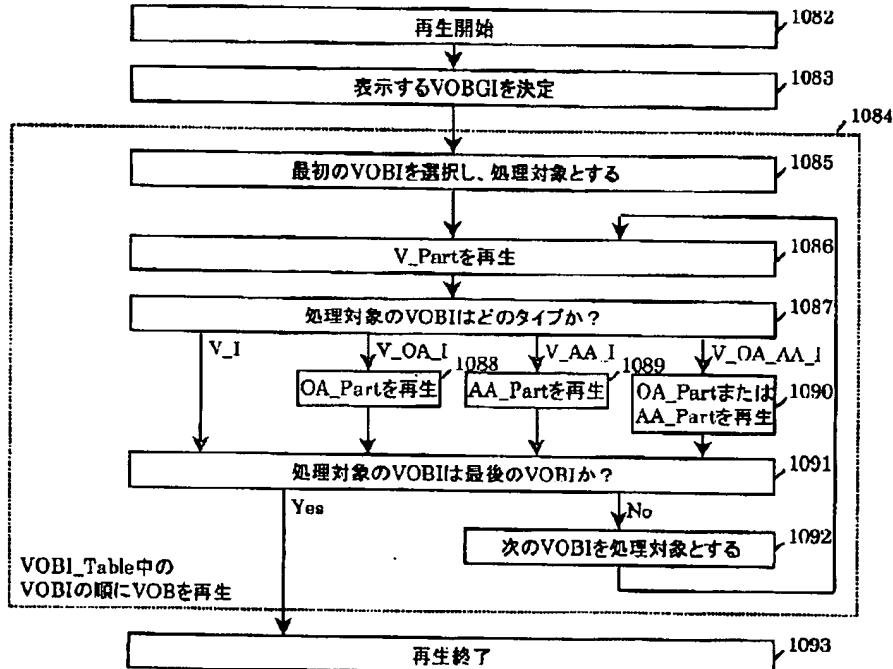 再生開始
1082
表示するVOBGIを決定
1083
1084
最初のVOBIを選択し、処理対象とする
1085
V_Partを再生
1086
処理対象のVOBIはどのタイプか?
1087
V_I
V_OA_I
V_AA_I
V_OA_AA_I
OA_Partを再生
1088
AA_Partを再生
1089
OA_Partまたは
AA_Partを再生
1090
処理対象のVOBIは最後のVOBIか?
1091
Yes
No
次のVOBIを処理対象とする
1092
VOBI_Table中の
VOBIの順にVOBを再生
再生終了
1093